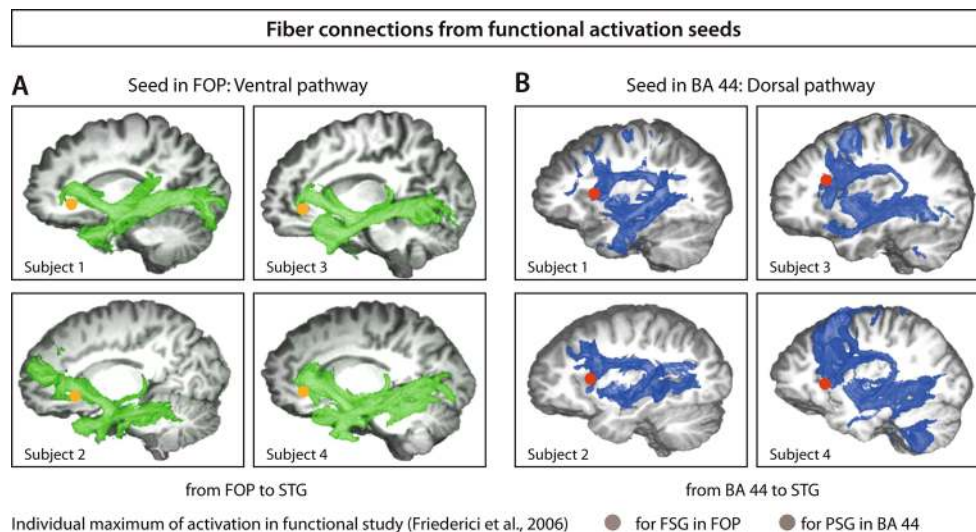 Fiber connections from functional activation seeds
A Seed in FOP: Ventral pathway
Subject 1
Subject 3
Subject 2
Subject 4
from FOP to STG
B Seed in BA 44: Dorsal pathway
Subject 1
Subject 3
Subject 2
Subject 4
from BA 44 to STG
Individual maximum of activation in functional study (Friederici et al., 2006) for FSG in FOP for PSG in BA 44